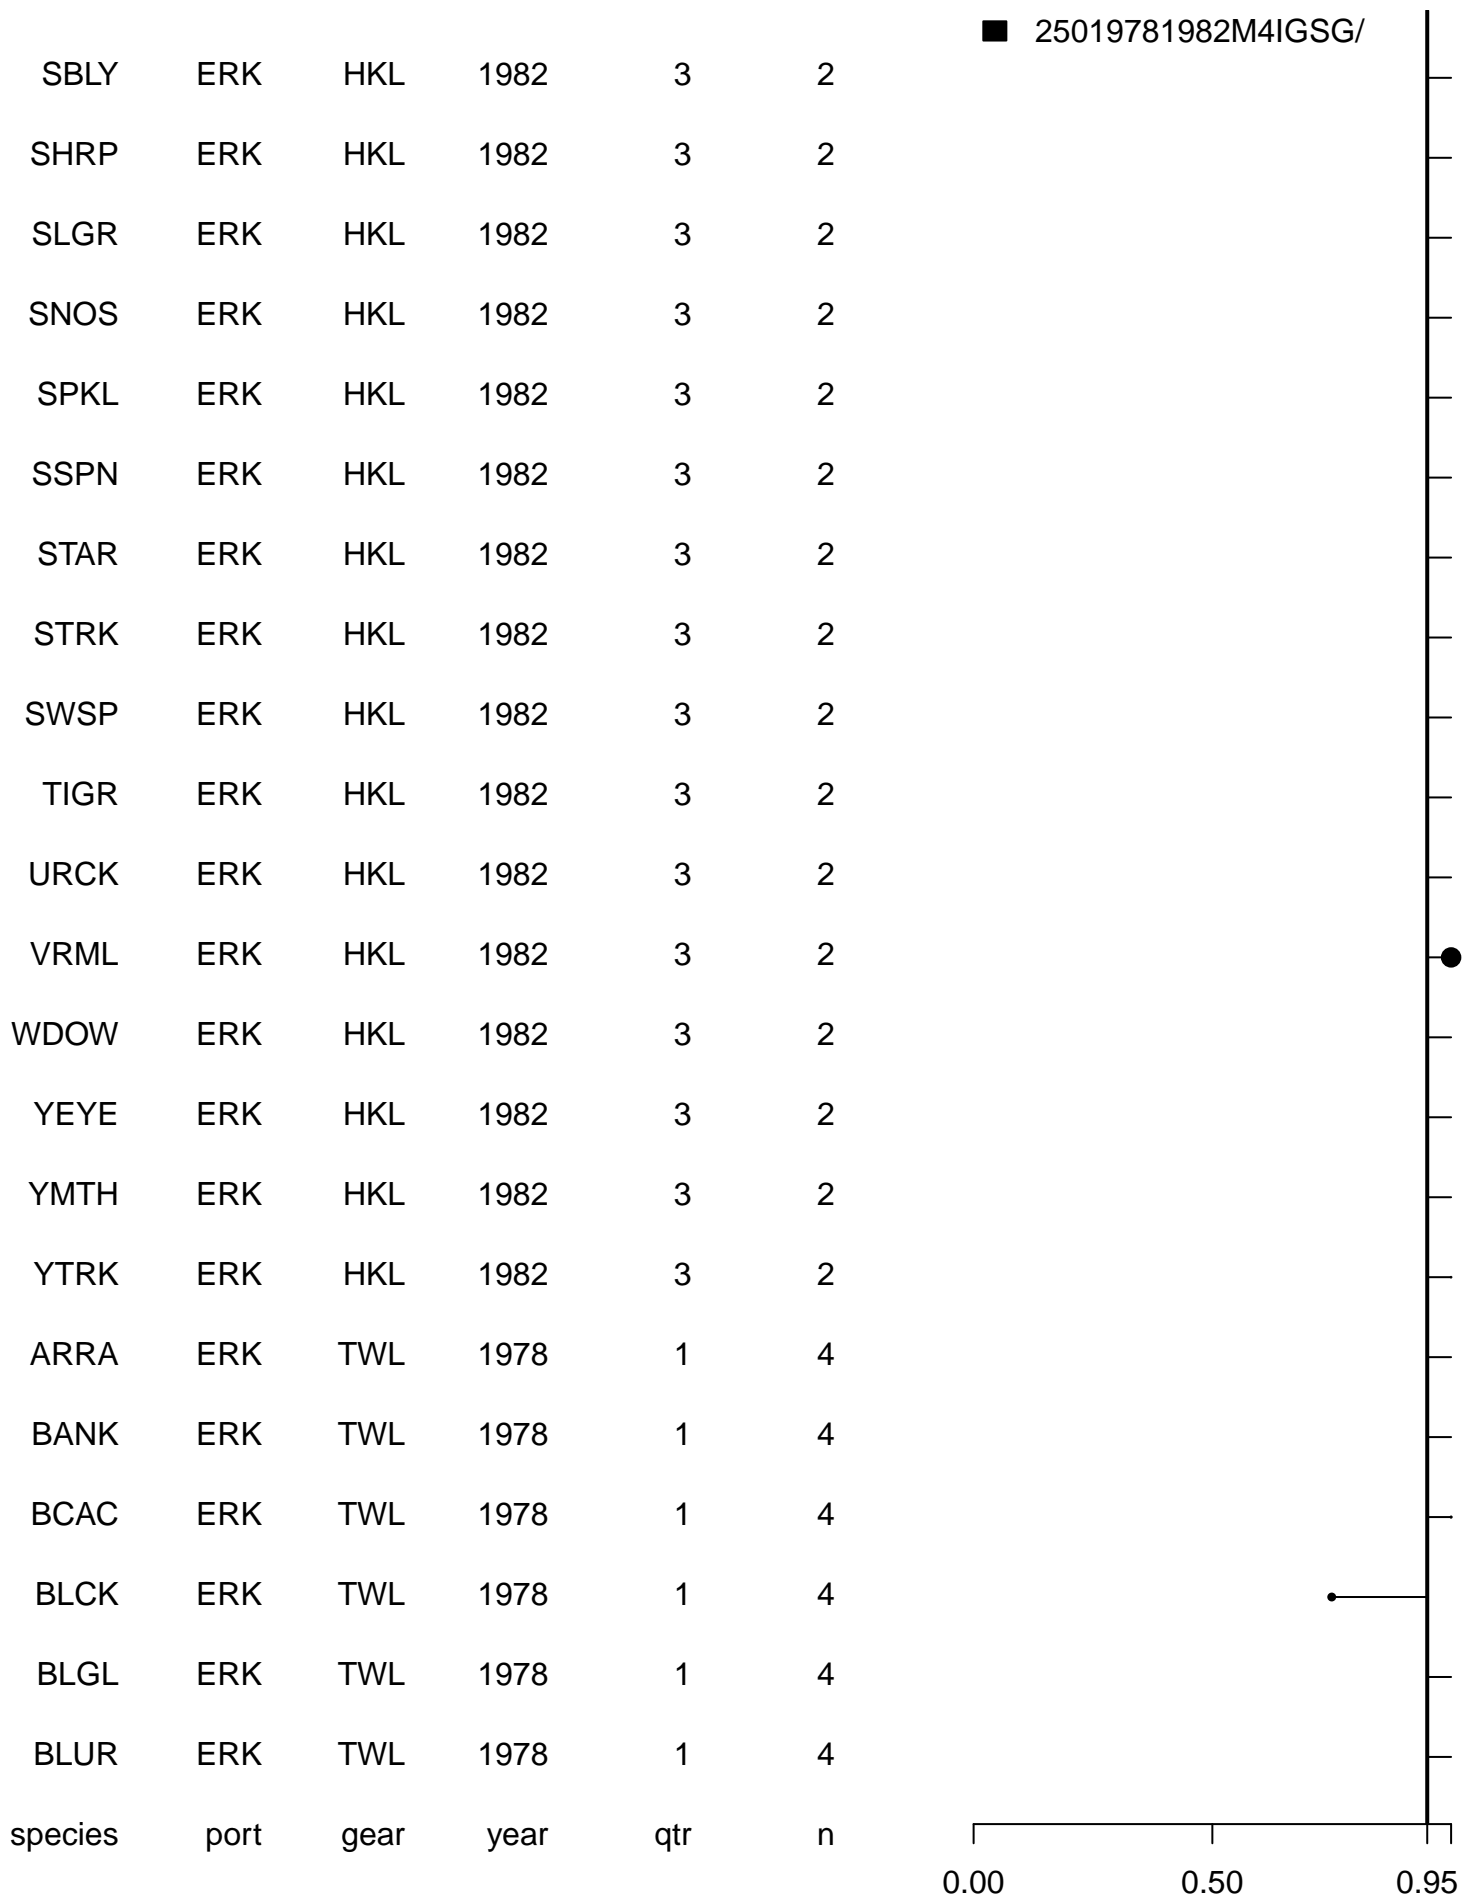 25019781982M4IGSG/
SBLY ERK HKL 1982 3 2
SHRP ERK HKL 1982 3 2
SLGR ERK HKL 1982 3 2
SNOS ERK HKL 1982 3 2
SPKL ERK HKL 1982 3 2
SSPN ERK HKL 1982 3 2
STAR ERK HKL 1982 3 2
STRK ERK HKL 1982 3 2
SWSP ERK HKL 1982 3 2
TIGR ERK HKL 1982 3 2
URCK ERK HKL 1982 3 2
VRML ERK HKL 1982 3 2
WDOW ERK HKL 1982 3 2
YEYE ERK HKL 1982 3 2
YMTH ERK HKL 1982 3 2
YTRK ERK HKL 1982 3 2
ARRA ERK TWL 1978 1 4
BANK ERK TWL 1978 1 4
BCAC ERK TWL 1978 1 4
BLCK ERK TWL 1978 1 4
BLGL ERK TWL 1978 1 4
BLUR ERK TWL 1978 1 4
species port gear year qtr n
0.00 0.50 0.95